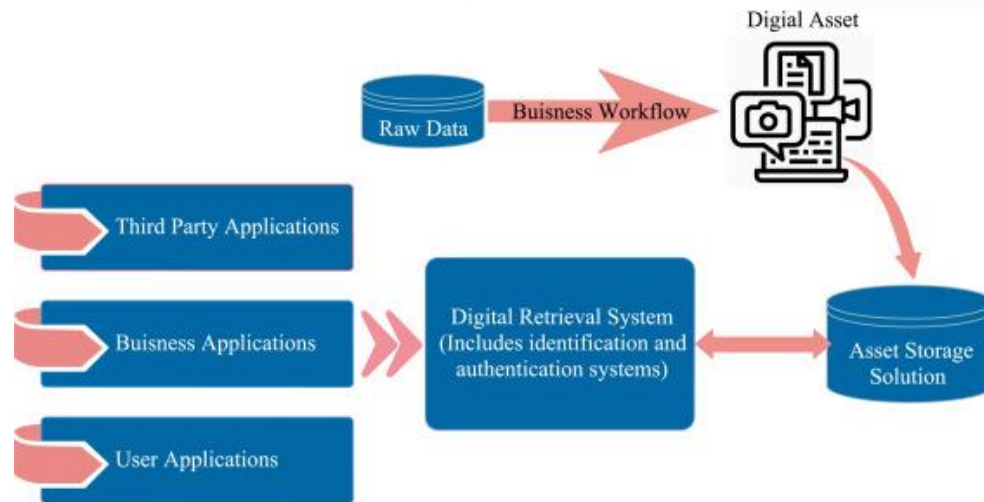 Digial Asset
Raw Data
Buisness Workflow
Third Party Applications
Buisness Applications
User Applications
Digital Retrieval System
(Includes identification and
authentication systems)
Asset Storage
Solution